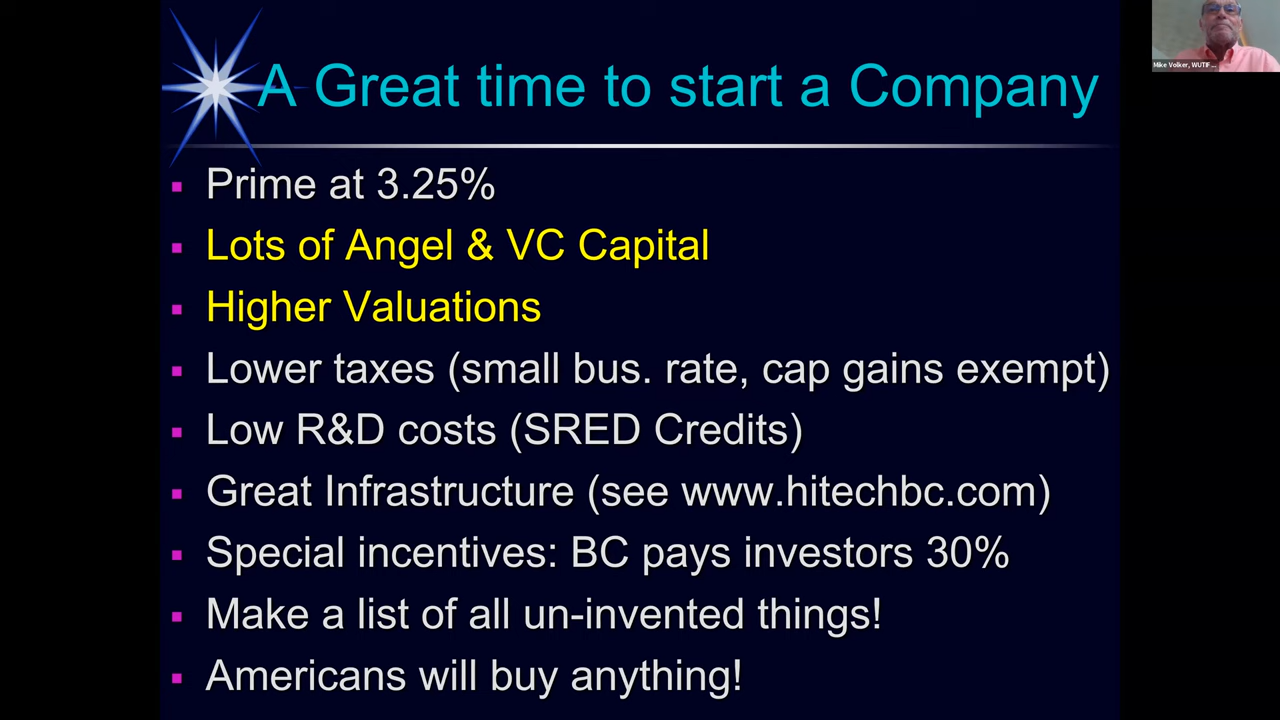 A Great time to start a Company
Mike Volker, WUTIF ...
Prime at 3.25%
Lots of Angel & VC Capital
Higher Valuations
Lower taxes (small bus. rate, cap gains exempt)
Low R&D costs (SRED Credits)
Great Infrastructure (see www.hitechbc.com)
Special incentives: BC pays investors 30%
Make a list of all un-invented things!
Americans will buy anything!